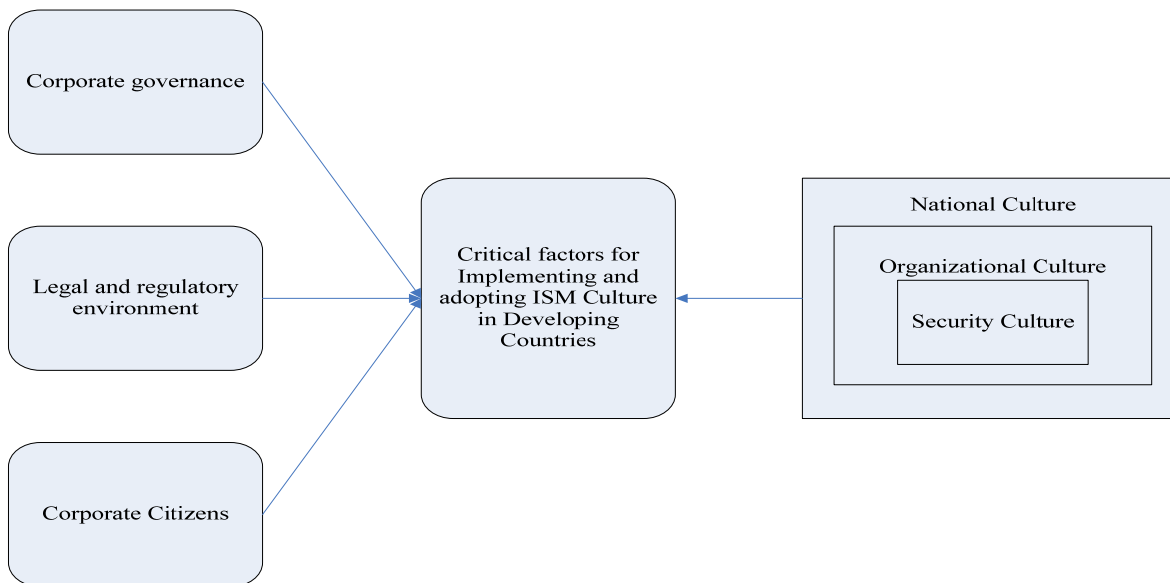 Corporate governance
Legal and regulatory
environment
Corporate Citizens
Critical factors for
Implementing and
adopting ISM Culture
in Developing
Countries
National Culture
Organizational Culture
Security Culture